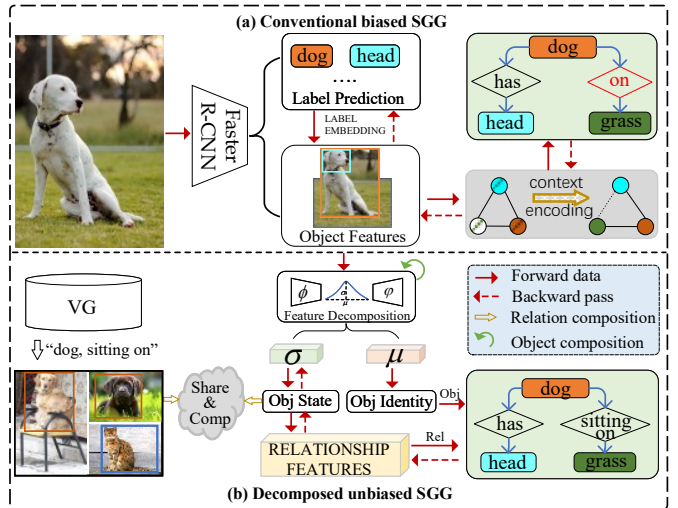 (a) Conventional biased SGG
dog head
....
Label Prediction
Faster
R-CNN
LABEL
EMBEDDING
Object Features
dog
has
on
head
grass
context
encoding
ϕ
σ
μ
φ
Feature Decomposition
Forward data
Backward pass
Relation composition
Object composition
VG
"dog, sitting on"
Share
&
Comp
σ
μ
Obj State
Obj Identity
Obj
RELATIONSHIP
FEATURES
Rel
dog
has
sitting
on
head
grass
(b) Decomposed unbiased SGG